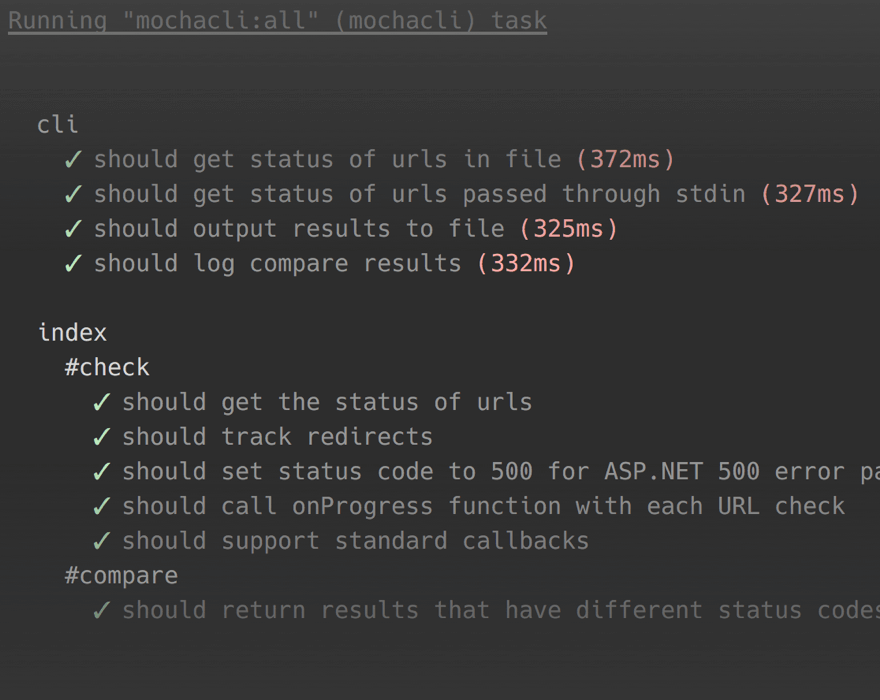 Running "mochacli:all" (mochacli) task
cli
✓ should get status of urls in file (372ms)
✓ should get status of urls passed through stdin (327ms)
✓ should output results to file (325ms)
✓ should log compare results (332ms)
index
#check
✓ should get the status of urls
✓ should track redirects
✓ should set status code to 500 for ASP.NET 500 error pa
✓ should call onProgress function with each URL check
✓ should support standard callbacks
#compare
✓ should return results that have different status codes